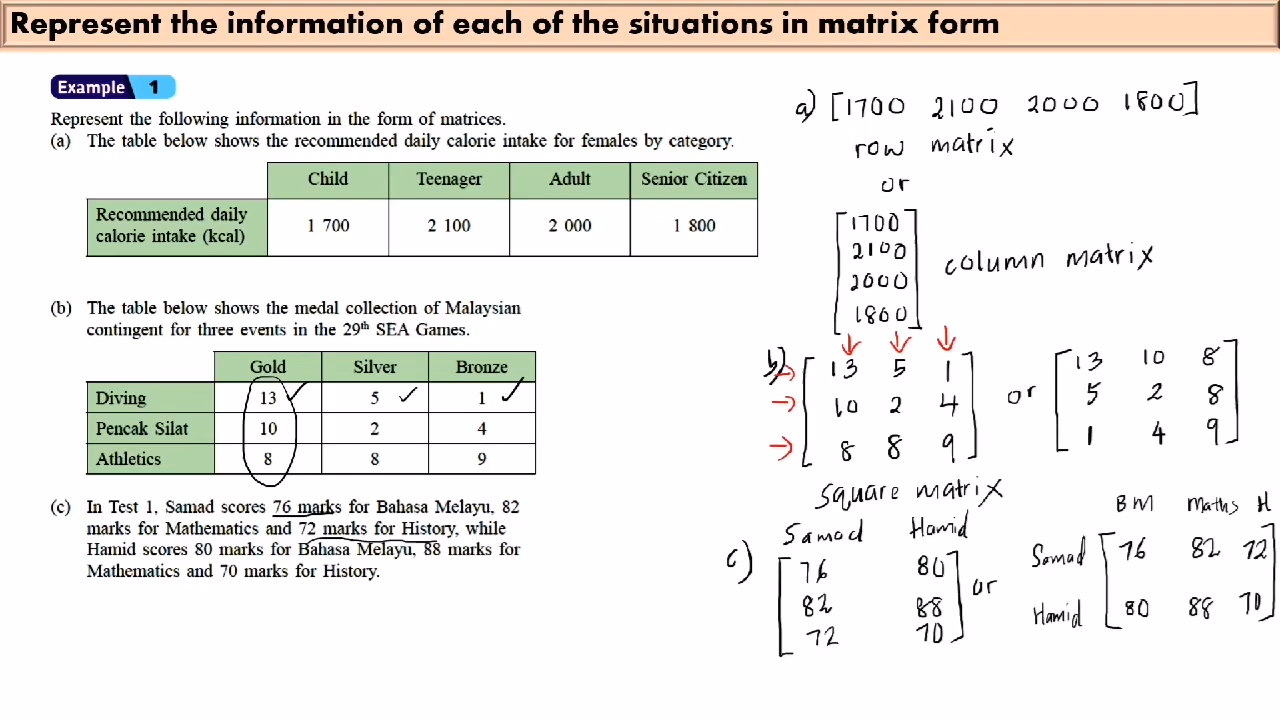 Represent the information of each of the situations in matrix form
Example 1
Represent the following information in the form of matrices.
(a) The table below shows the recommended daily calorie intake for females by category.
Child Teenager Adult Senior Citizen
Recommended daily
calorie intake (kcal)
1 700 2 100 2 000 1 800
(b) The table below shows the medal collection of Malaysian
contingent for three events in the 29th SEA Games.
Gold Silver Bronze
Diving 13 5 1
Pencak Silat 10 2 4
Athletics 8 8 9
(c) In Test 1, Samad scores 76 marks for Bahasa Melayu, 82
marks for Mathematics and 72 marks for History, while
Hamid scores 80 marks for Bahasa Melayu, 88 marks for
Mathematics and 70 marks for History.
a) [1700 2100 2000 1800]
row matrix
or
[1700
2100
2000
1800]
column matrix
b) [13 5 1
10 2 4
8 8 9]
or
[13 10 8
5 2 8
1 4 9]
square matrix
c)
Samad Hamid
[76 80
82 88
72 70]
or
BM Maths H
Samad [76 82 72
Hamid 80 88 70]